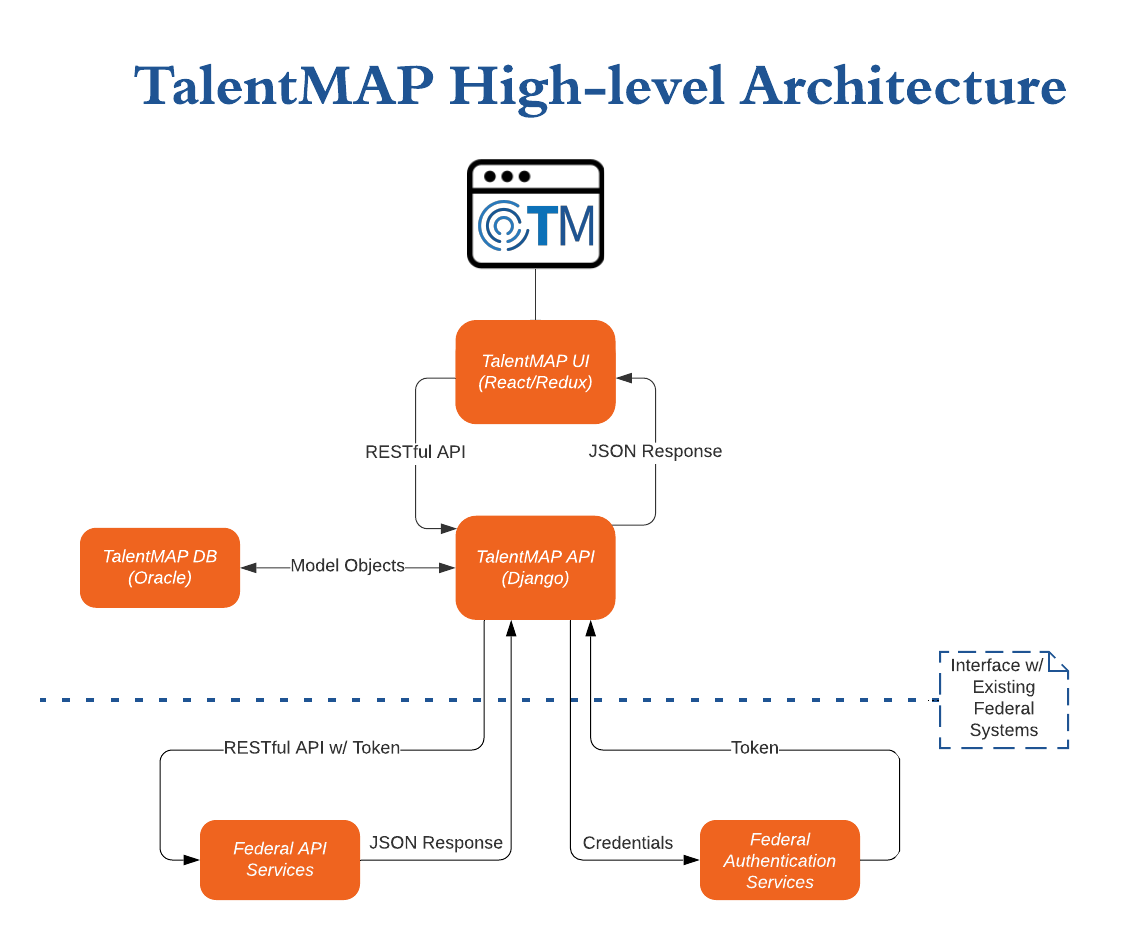 TalentMAP High-level Architecture
TM
TalentMAP UI
(React/Redux)
RESTful API
JSON Response
TalentMAP DB
(Oracle)
Model Objects
TalentMAP API
(Django)
Interface w/
Existing
Federal
Systems
RESTful API w/ Token
Token
Federal API
Services
JSON Response
Credentials
Federal
Authentication
Services